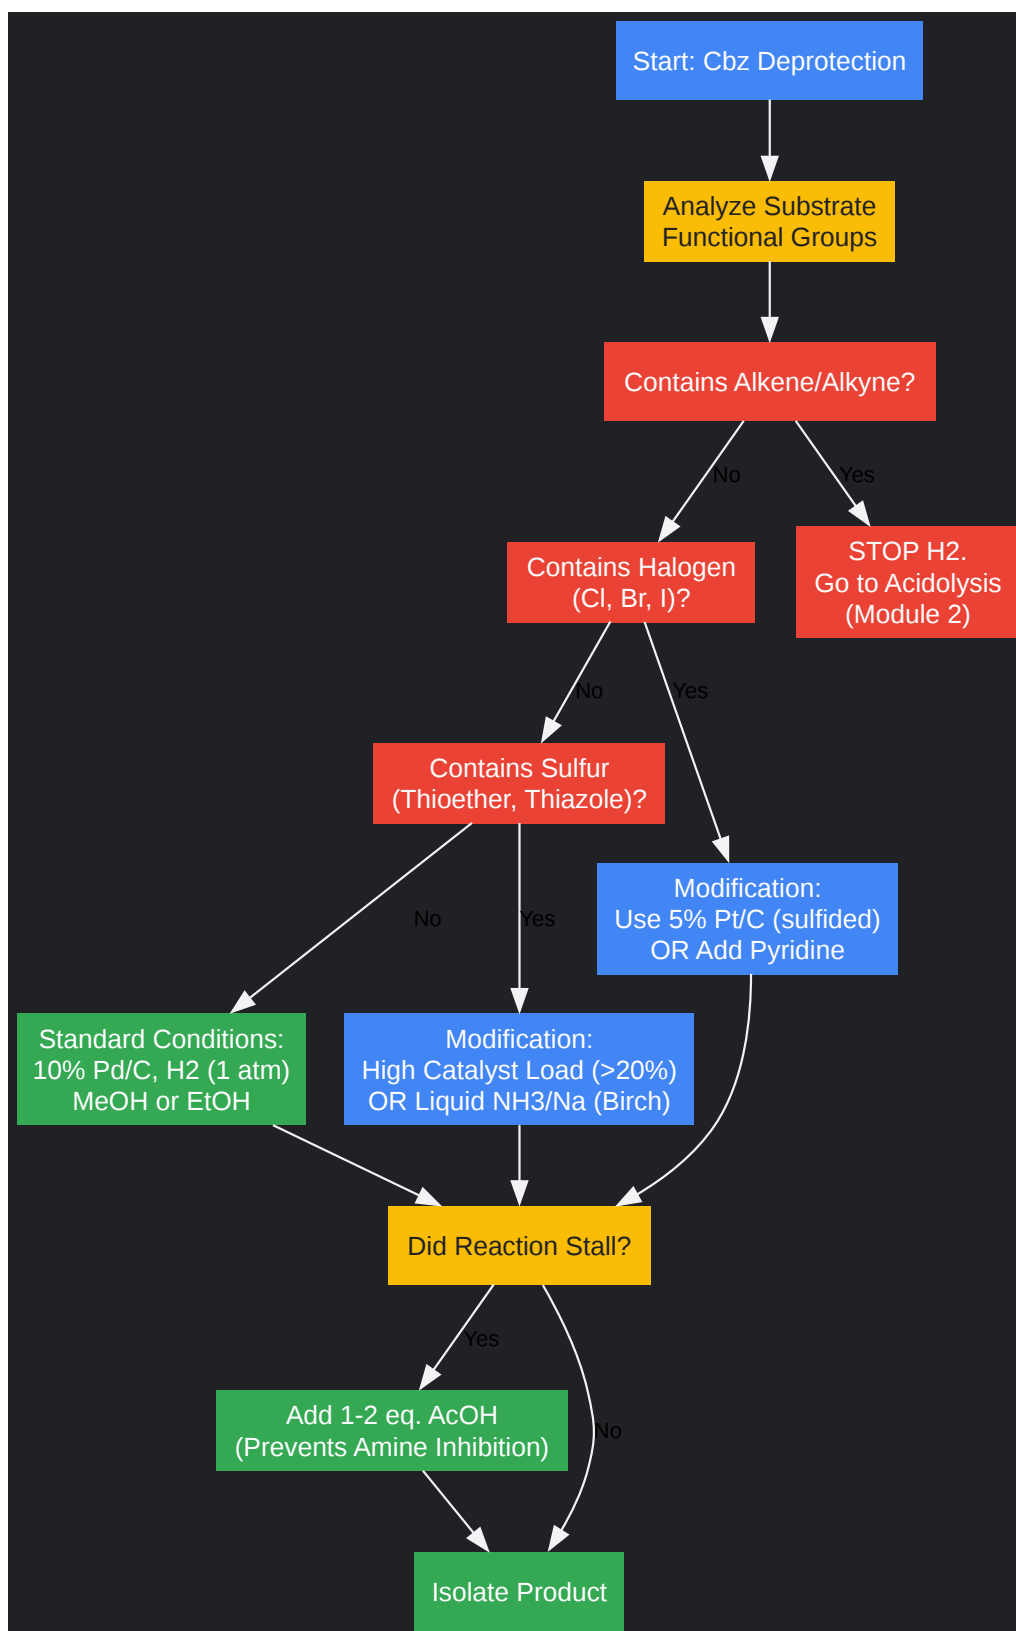 Start: Cbz Deprotection
Analyze Substrate
Functional Groups
Contains Alkene/Alkyne?
No
Yes
Contains Halogen
(Cl, Br, I)?
STOP H2.
Go to Acidolysis
(Module 2)
No
Yes
Contains Sulfur
(Thioether, Thiazole)?
Modification:
Use 5% Pt/C (sulfided)
OR Add Pyridine
No
Yes
Standard Conditions:
10% Pd/C, H2 (1 atm)
MeOH or EtOH
Modification:
High Catalyst Load (>20%)
OR Liquid NH3/Na (Birch)
Did Reaction Stall?
Yes
Add 1-2 eq. AcOH
(Prevents Amine Inhibition)
No
Isolate Product